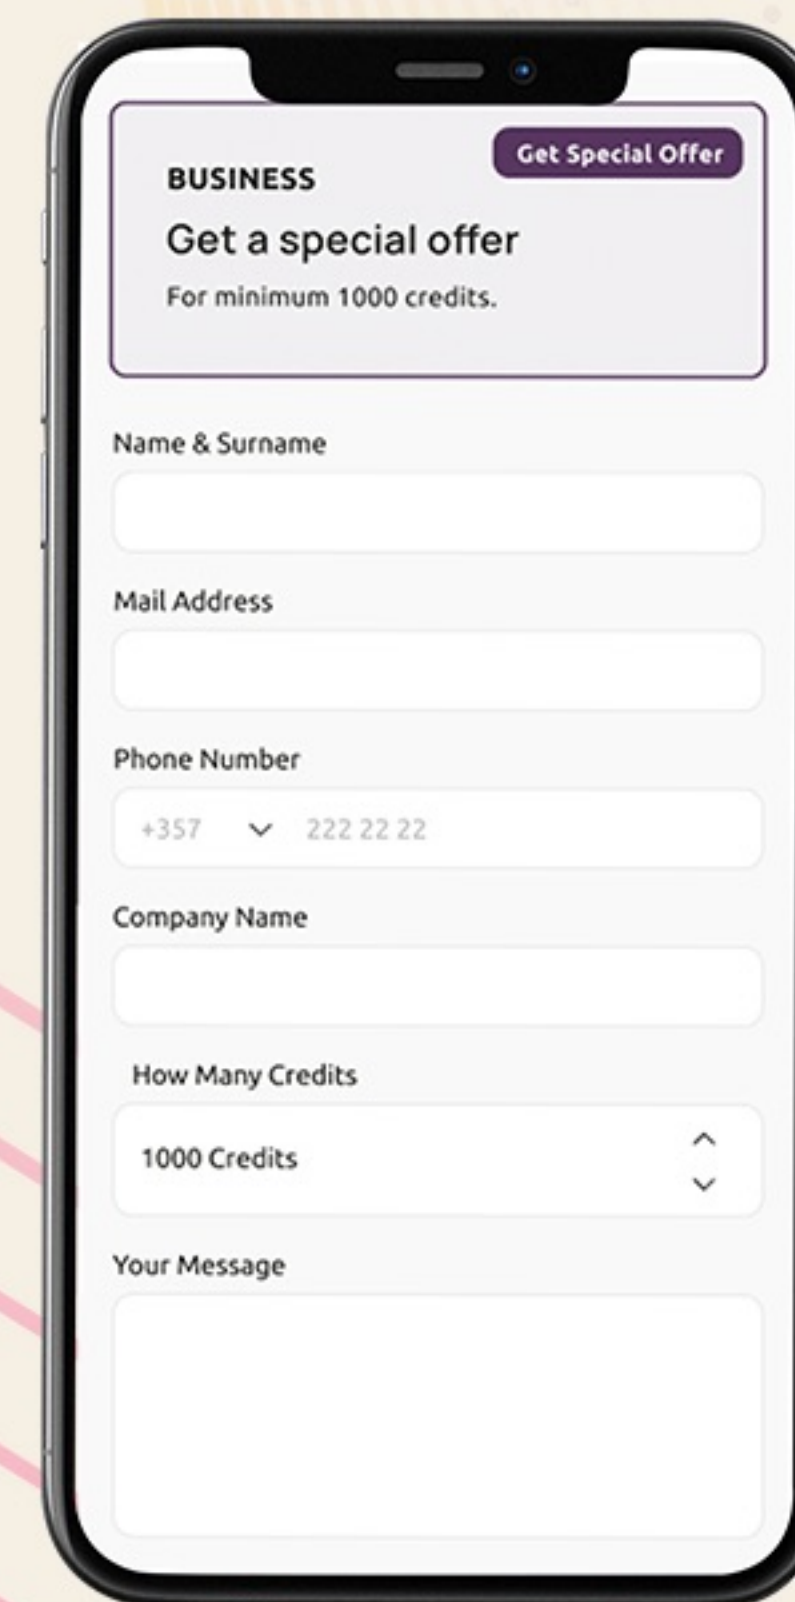 Get Special Offer
BUSINESS
Get a special offer
For minimum 1000 credits.
Name & Surname
Mail Address
Phone Number
+357 222 22 22
Company Name
How Many Credits
1000 Credits
Your Message